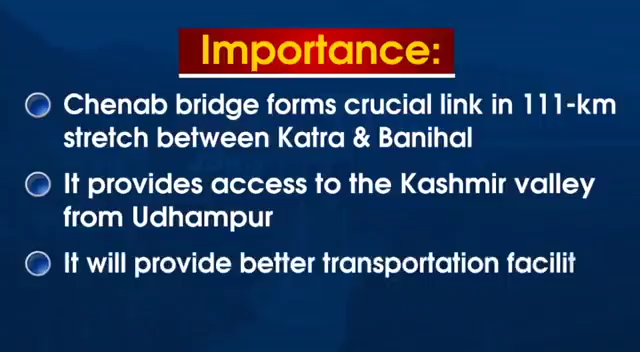 Importance:
Chenab bridge forms crucial link in 111-km
stretch between Katra & Banihal
It provides access to the Kashmir valley
from Udhampur
It will provide better transportation facilit